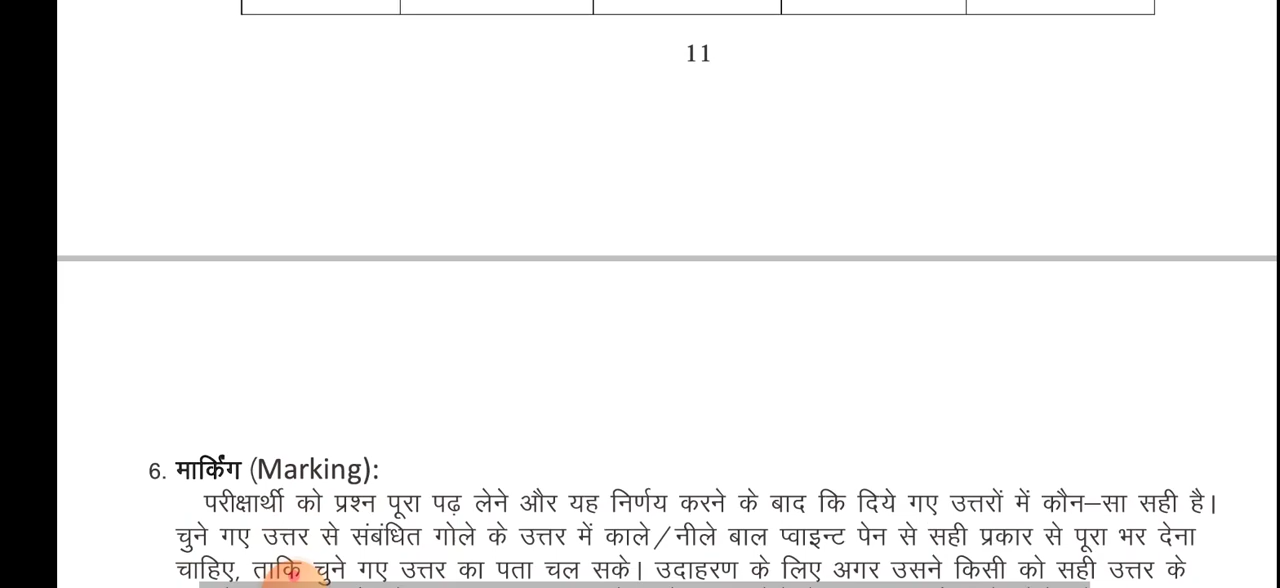 11
6. मार्किंग (Marking):
परीक्षार्थी को प्रश्न पूरा पढ़ लेने और यह निर्णय करने के बाद कि दिये गए उत्तरों में कौन–सा सही है।
चुने गए उत्तर से संबंधित गोले के उत्तर में काले/नीले बाल प्वाइन्ट पेन से सही प्रकार से पूरा भर देना
चाहिए, ताकि चुने गए उत्तर का पता चल सके। उदाहरण के लिए अगर उसने किसी को सही उत्तर के